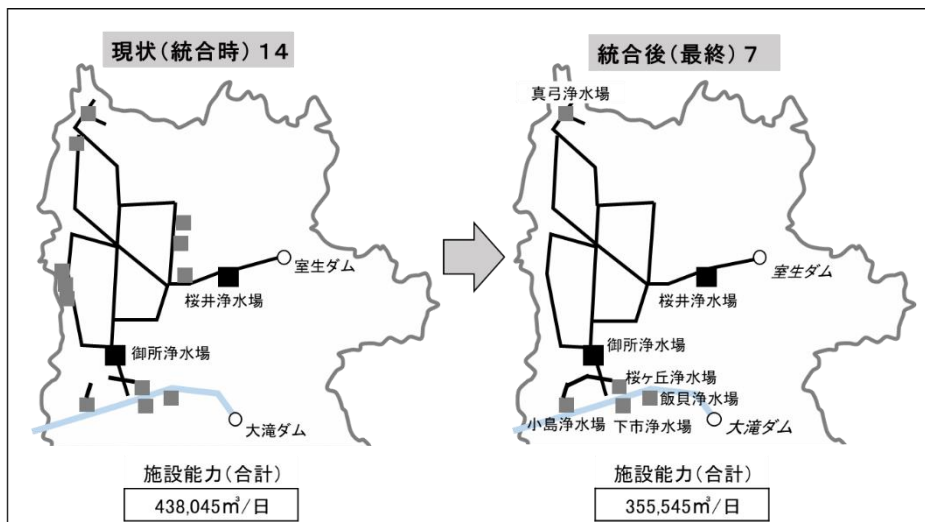 現状(統合時)14
室生ダム
桜井浄水場
御所浄水場
大滝ダム
施設能力(合計)
438,045㎥/日
統合後(最終)7
真弓浄水場
室生ダム
桜井浄水場
御所浄水場
桜ヶ丘浄水場
飯貝浄水場
小島浄水場
下市浄水場
大滝ダム
施設能力(合計)
355,545㎥/日